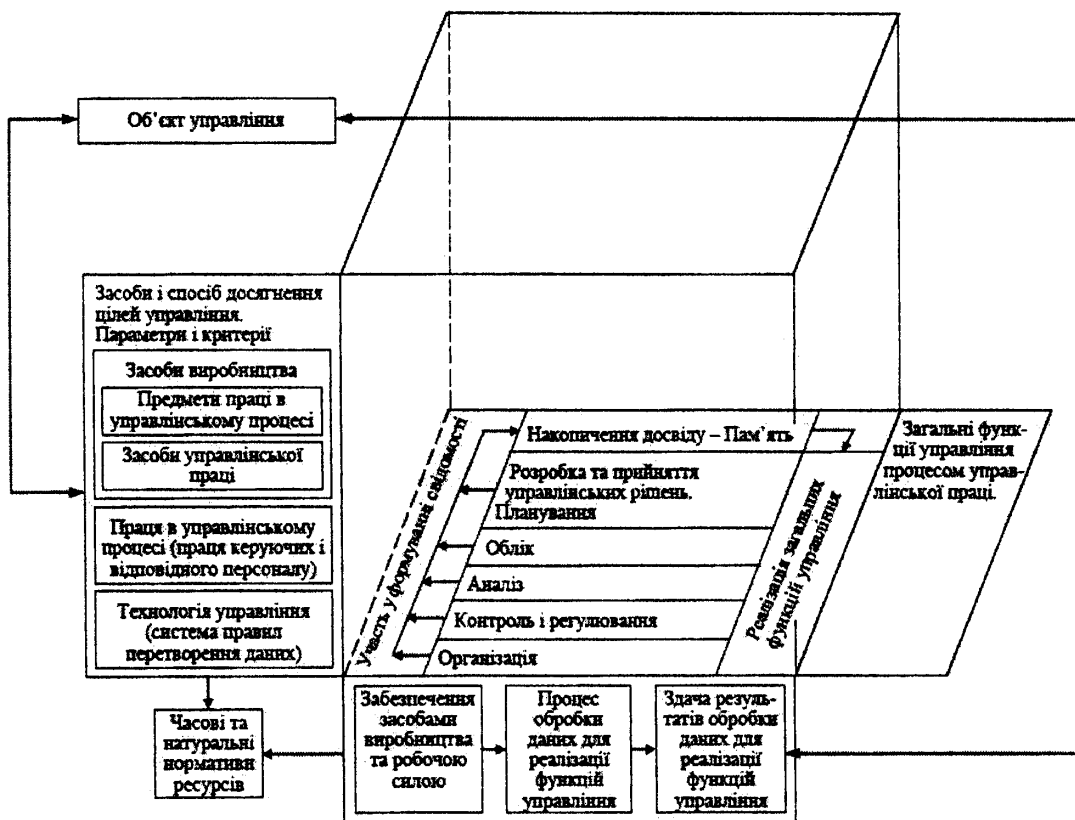 Об’єкт управління
Засоби і спосіб досягнення
цілей управління.
Параметри і критерії
Засоби виробництва
Предмети праці в
управлінському процесі
Засоби управлінської
праці
Праця в управлінському
процесі (праця керуючих і
відповідного персоналу)
Технологія управління
(система правил
перетворення даних)
Часові та
натуральні
нормативи
ресурсів
Участь у формуванні свідомості
Накопичення досвіду – Пам’ять
Розробка та прийняття
управлінських рішень.
Планування
Облік
Аналіз
Контроль і регулювання
Організація
Реалізація загальних
функцій управління
Загальні функ-
ції управління
процесом управ-
лінської праці.
Забезпечення
засобами
виробництва
та робочою
силою
Процес
обробки
даних для
реалізації
функцій
управління
Здача резуль-
татів обробки
даних для
реалізації
функцій
управління